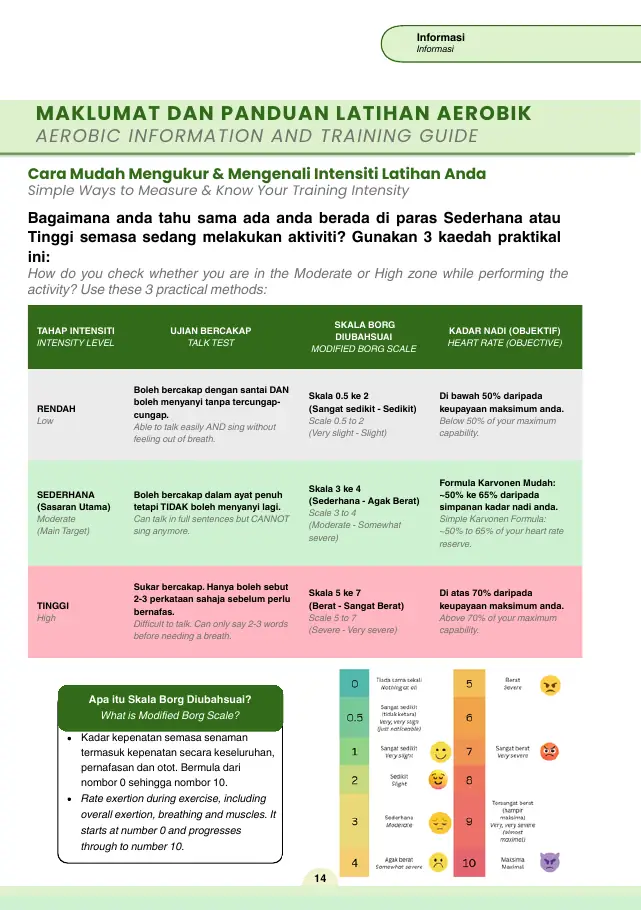 Informasi
Informasi
MAKLUMAT DAN PANDUAN LATIHAN AEROBIK
AEROBIC INFORMATION AND TRAINING GUIDE
Cara Mudah Mengukur & Mengenali Intensiti Latihan Anda
Simple Ways to Measure & Know Your Training Intensity
Bagaimana anda tahu sama ada anda berada di paras Sederhana atau
Tinggi semasa sedang melakukan aktiviti? Gunakan 3 kaedah praktikal
ini:
How do you check whether you are in the Moderate or High zone while performing the
activity? Use these 3 practical methods:
TAHAP INTENSITI
INTENSITY LEVEL
UJIAN BERCAKAP
TALK TEST
SKALA BORG
DIUBAHSUAI
MODIFIED BORG SCALE
KADAR NADI (OBJEKTIF)
HEART RATE (OBJECTIVE)
RENDAH
Low
Boleh bercakap dengan santai DAN
boleh menyanyi tanpa tercungap-
cungap.
Able to talk easily AND sing without
feeling out of breath.
Skala 0.5 ke 2
(Sangat sedikit - Sedikit)
Scale 0.5 to 2
(Very slight - Slight)
Di bawah 50% daripada
keupayaan maksimum anda.
Below 50% of your maximum
capability.
SEDERHANA
(Sasaran Utama)
Moderate
(Main Target)
Boleh bercakap dalam ayat penuh
tetapi TIDAK boleh menyanyi lagi.
Can talk in full sentences but CANNOT
sing anymore.
Skala 3 ke 4
(Sederhana - Agak Berat)
Scale 3 to 4
(Moderate - Somewhat
severe)
Formula Karvonen Mudah:
~50% ke 65% daripada
simpanan kadar nadi anda.
Simple Karvonen Formula:
~50% to 65% of your heart rate
reserve.
TINGGI
High
Sukar bercakap. Hanya boleh sebut
2-3 perkataan sahaja sebelum perlu
bernafas.
Difficult to talk. Can only say 2-3 words
before needing a breath.
Skala 5 ke 7
(Berat - Sangat Berat)
Scale 5 to 7
(Severe - Very severe)
Di atas 70% daripada
keupayaan maksimum anda.
Above 70% of your maximum
capability.
Apa itu Skala Borg Diubahsuai?
What is Modified Borg Scale?
• Kadar kepenatan semasa senaman
termasuk kepenatan secara keseluruhan,
pernafasan dan otot. Bermula dari
nombor 0 sehingga nombor 10.
• Rate exertion during exercise, including
overall exertion, breathing and muscles. It
starts at number 0 and progresses
through to number 10.
0
Tiada sama sekali
Nothing at all
0.5
Sangat sedikit
(tidak ketara)
Very, very slight
(just noticeable)
1
Sangat sedikit
Very slight
2
Sedikit
Slight
3
Sederhana
Moderate
4
Agak berat
Somewhat severe
5
Berat
Severe
6
7
Sangat berat
Very severe
8
9
Tersangat berat
(hampir
maksima)
Very, very severe
(almost
maximal)
10
Maksima
Maximal
14